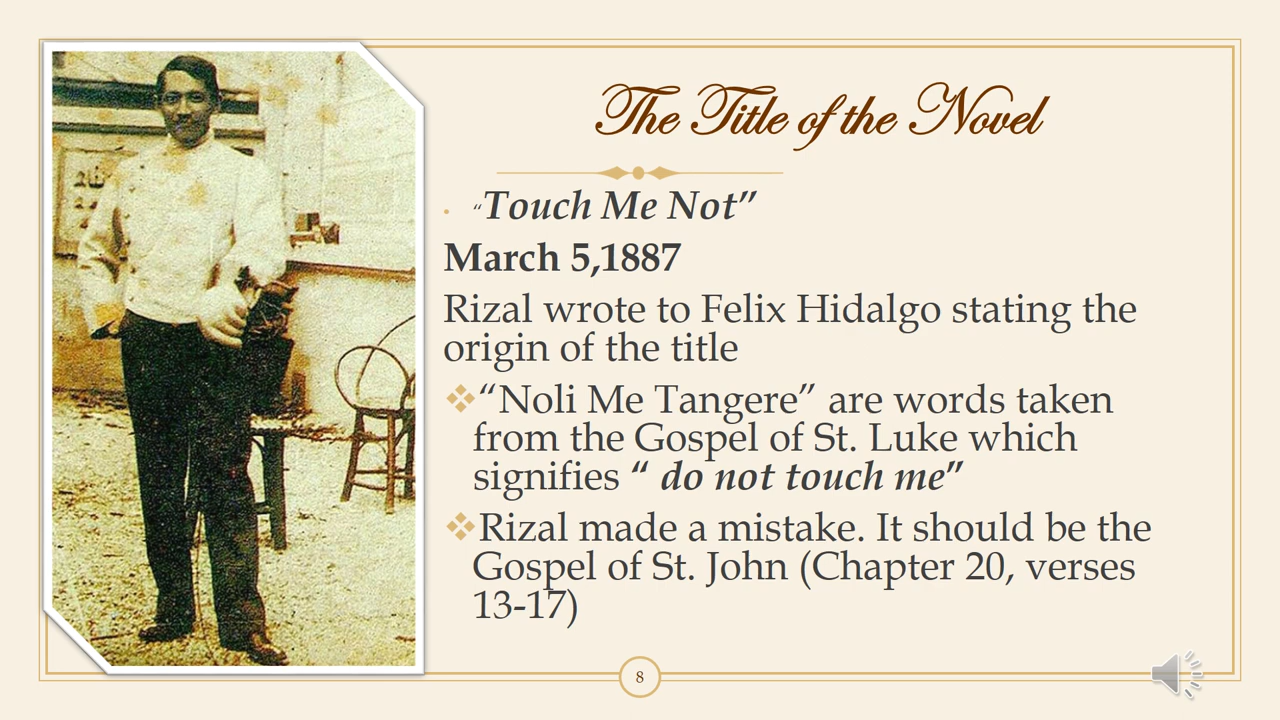 The Title of the Novel
• “Touch Me Not”
March 5,1887
Rizal wrote to Felix Hidalgo stating the
origin of the title
❖“Noli Me Tangere” are words taken
from the Gospel of St. Luke which
signifies “ do not touch me”
❖Rizal made a mistake. It should be the
Gospel of St. John (Chapter 20, verses
13-17)
8